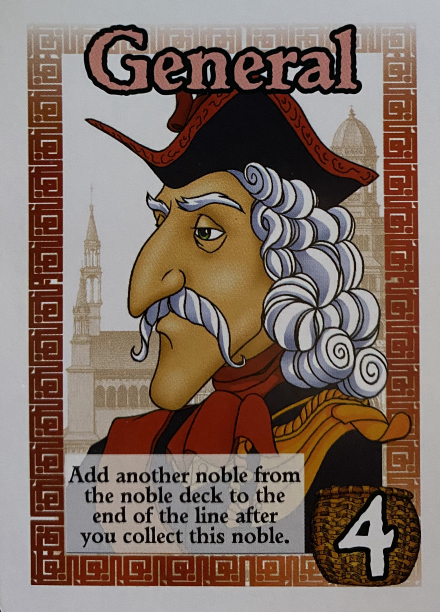 General
Add another noble from
the noble deck to the
end of the line after
you collect this noble.
4